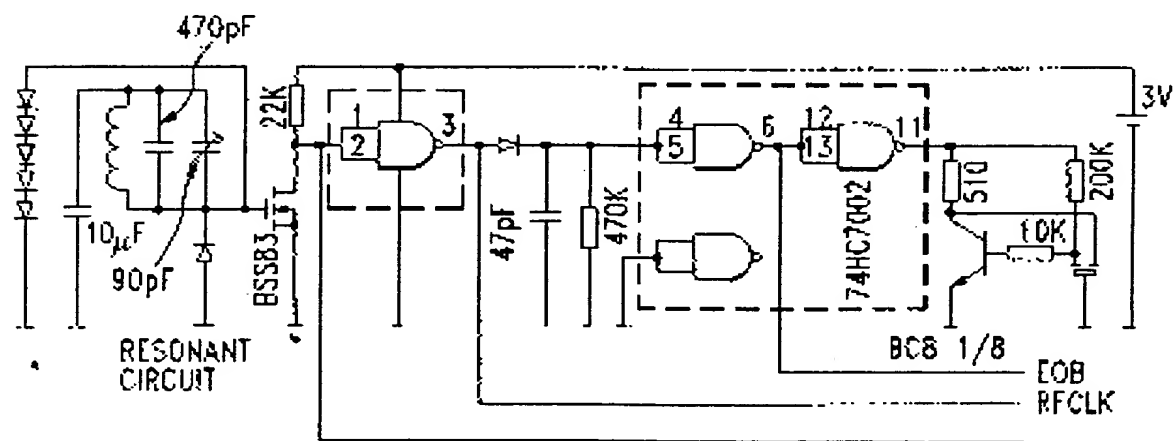 470pF
22K
1
2
3
4
5
6
12
13
11
3V
510
200K
10K
10μF
90pF
BSS83
47pF
470K
74HC7002
BC8 1/8
RESONANT
CIRCUIT
EOB
RFCLK